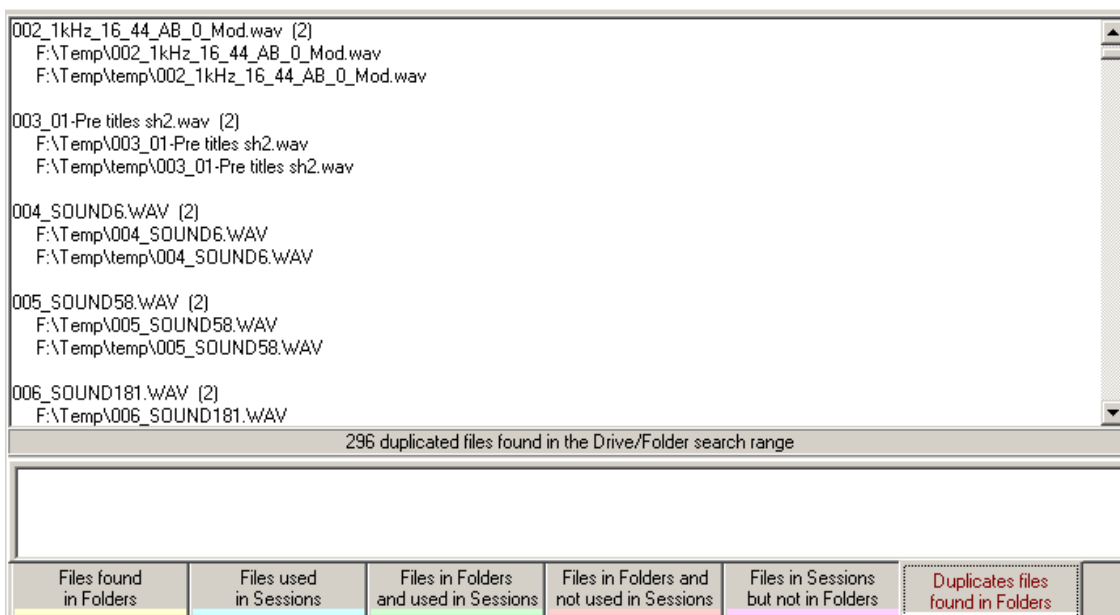 002_1kHz_16_44_AB_0_Mod.wav (2)
F:\Temp\002_1kHz_16_44_AB_0_Mod.wav
F:\Temp\temp\002_1kHz_16_44_AB_0_Mod.wav
003_01-Pre titles sh2.wav (2)
F:\Temp\003_01-Pre titles sh2.wav
F:\Temp\temp\003_01-Pre titles sh2.wav
004_SOUND6.WAV (2)
F:\Temp\004_SOUND6.WAV
F:\Temp\temp\004_SOUND6.WAV
005_SOUND58.WAV (2)
F:\Temp\005_SOUND58.WAV
F:\Temp\temp\005_SOUND58.WAV
006_SOUND181.WAV (2)
F:\Temp\006_SOUND181.WAV
296 duplicated files found in the Drive/Folder search range
Files found
in Folders
Files used
in Sessions
Files in Folders
and used in Sessions
Files in Folders and
not used in Sessions
Files in Sessions
but not in Folders
Duplicates files
found in Folders